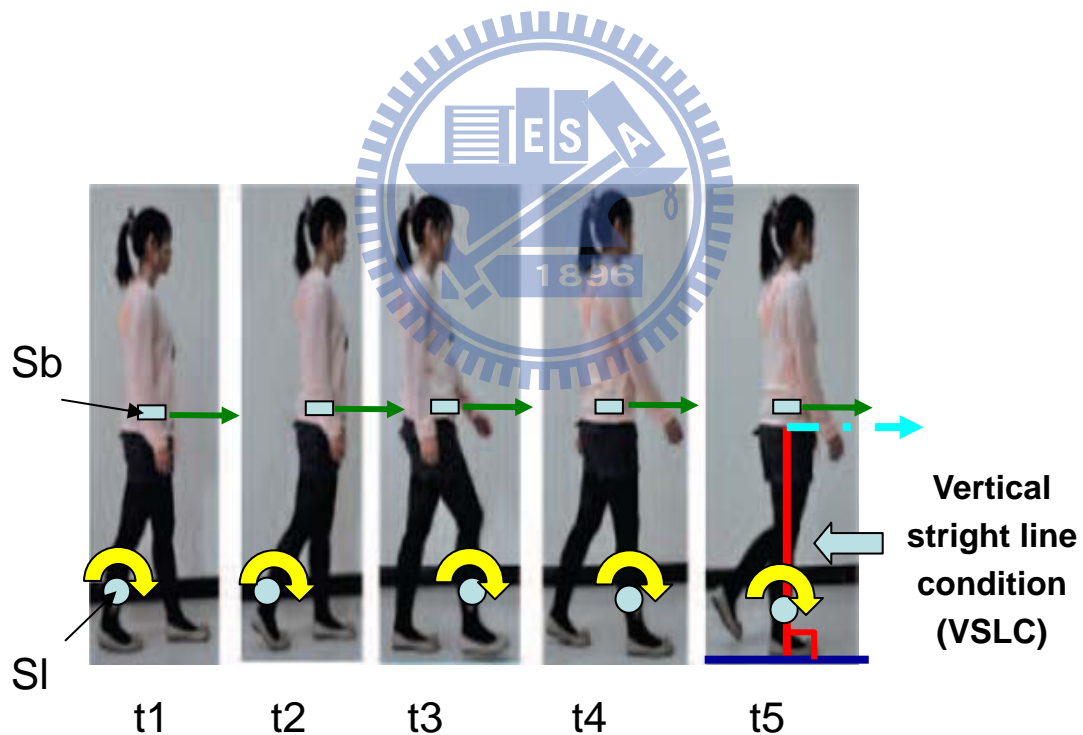 E S A
1896
Sb
Vertical
stright line
condition
(VSLC)
Sl
t1 t2 t3 t4 t5